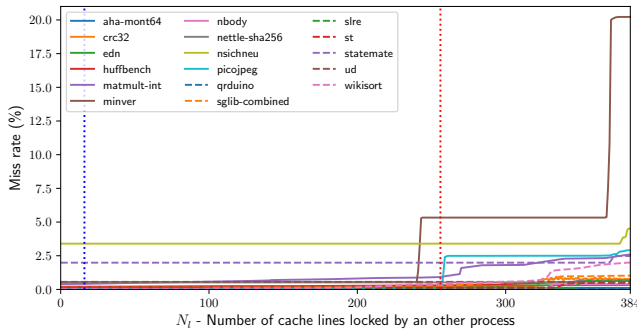 20.0
17.5
15.0
12.5
10.0
7.5
5.0
2.5
0.0
Miss rate (%)
aha-mont64
crc32
edn
huffbench
matmult-int
minver
nbody
nettle-sha256
nsichneu
picojpeg
qrduino
sglib-combined
slre
st
statemate
ud
wikisort
0
100
200
300
384
N_l - Number of cache lines locked by an other process